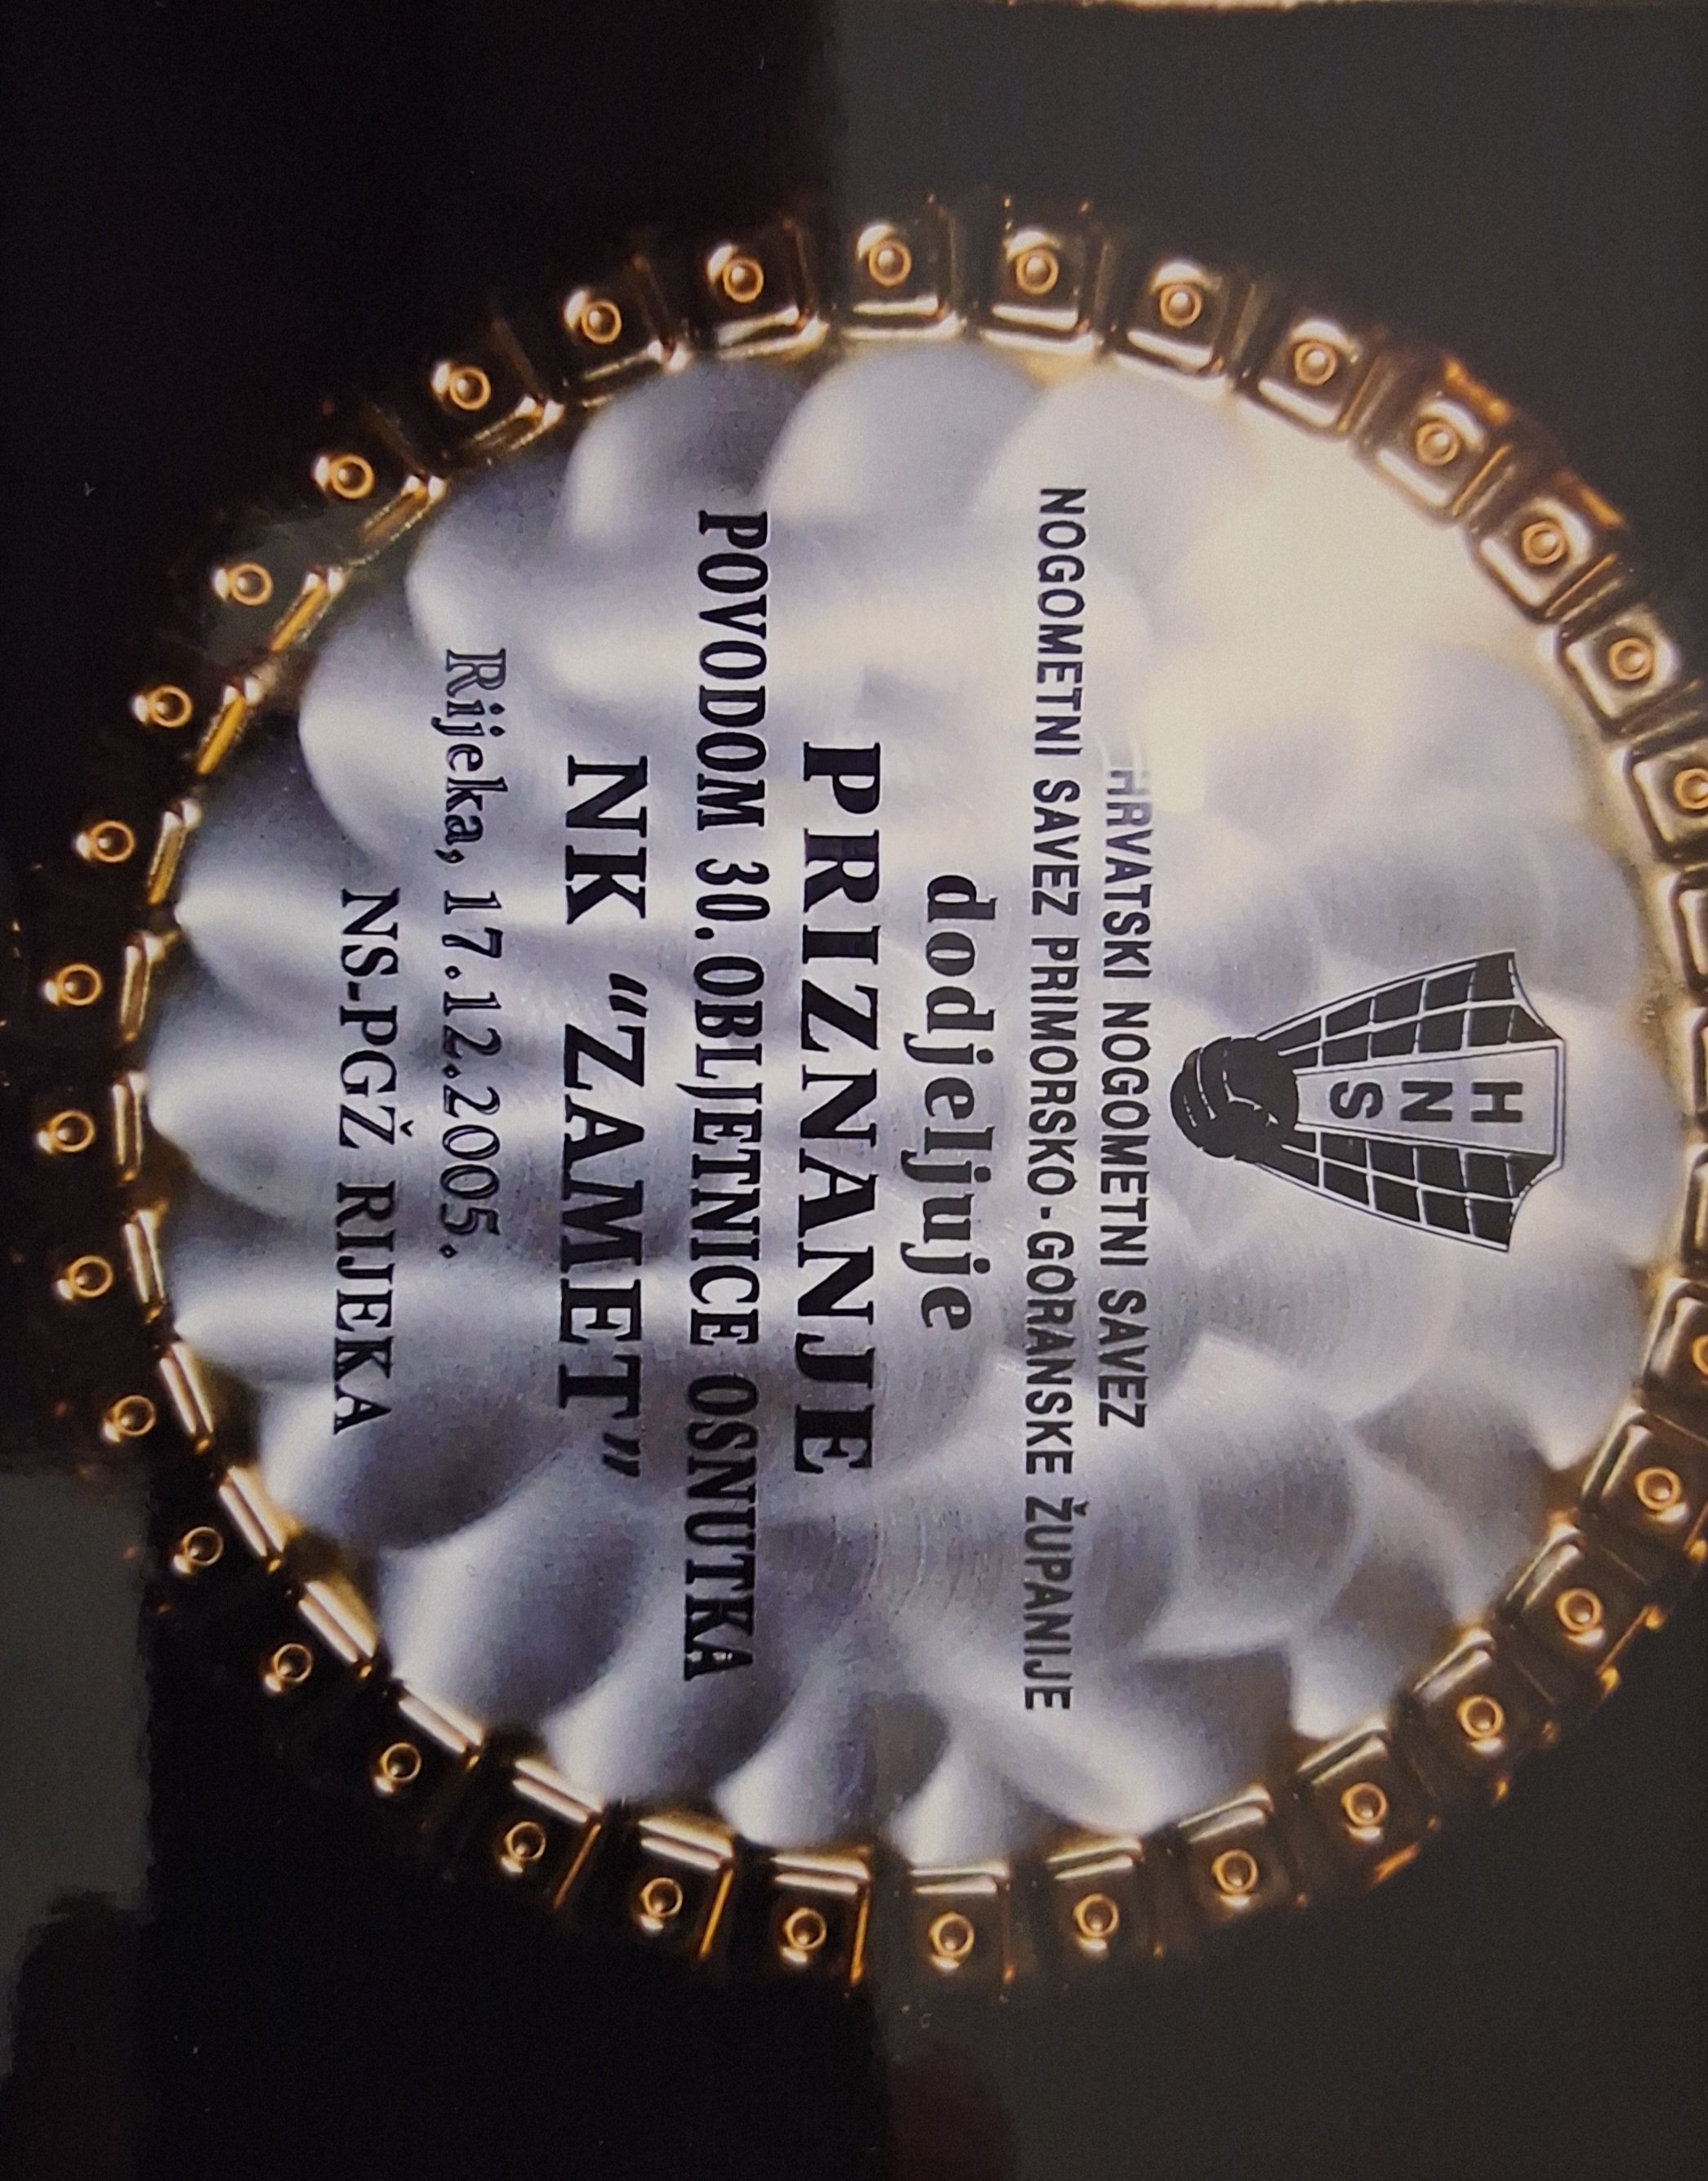 H
N
S
HRVATSKI NOGOMETNI SAVEZ
NOGOMETNI SAVEZ PRIMORSKO - GORANSKE ŽUPANIJE
dodjeljuje
PRIZNANJE
POVODOM 30. OBLJETNICE OSNUTKA
NK "ZAMET"
Rijeka, 17.12.2005.
NS-PGŽ RIJEKA